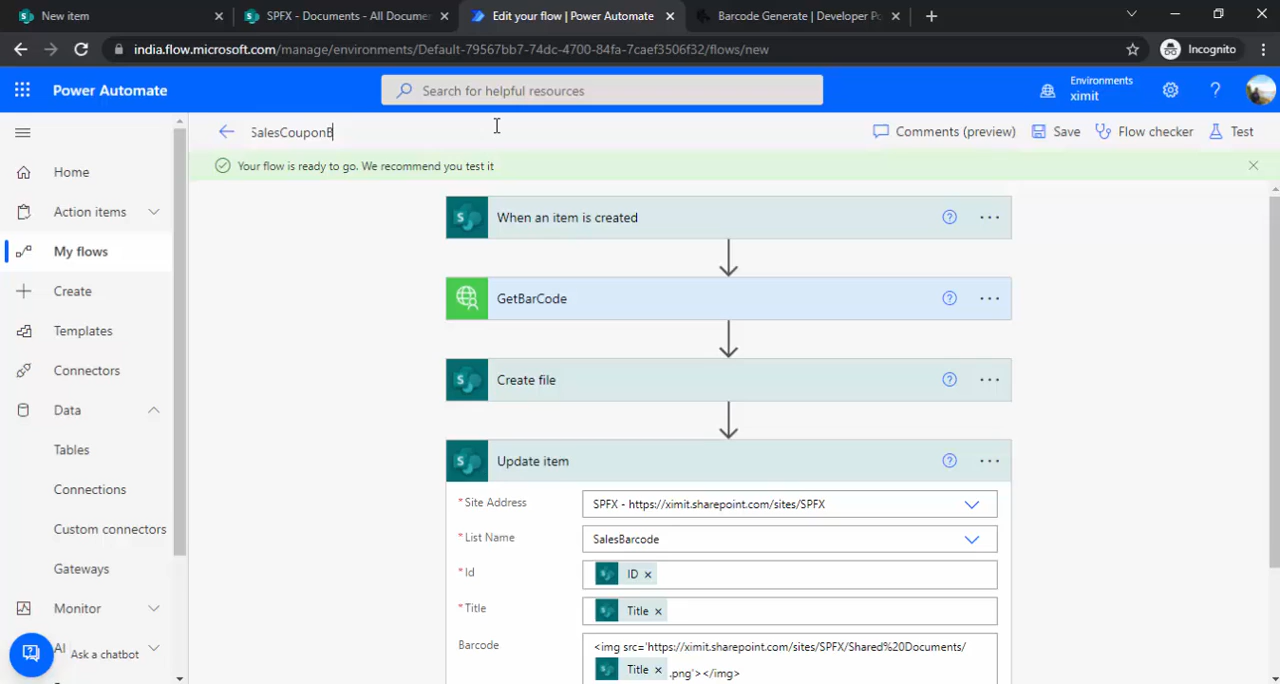 New item
SPFX - Documents - All Docume
Edit your flow | Power Automate
Barcode Generate | Developer Po
india.flow.microsoft.com/manage/environments/Default-79567bb7-74dc-4700-84fa-7caef3506f32/flows/new
Incognito
Power Automate
Search for helpful resources
Environments
ximit
SalesCouponB
Comments (preview)
Save
Flow checker
Test
Your flow is ready to go. We recommend you test it
Home
Action items
My flows
Create
Templates
Connectors
Data
Tables
Connections
Custom connectors
Gateways
Monitor
AI
Ask a chatbot
When an item is created
GetBarCode
Create file
Update item
*Site Address
SPFX - https://ximit.sharepoint.com/sites/SPFX
*List Name
SalesBarcode
*Id
ID ×
*Title
Title ×
Barcode
<img src='https://ximit.sharepoint.com/sites/SPFX/Shared%20Documents/
Title × .png'></img>